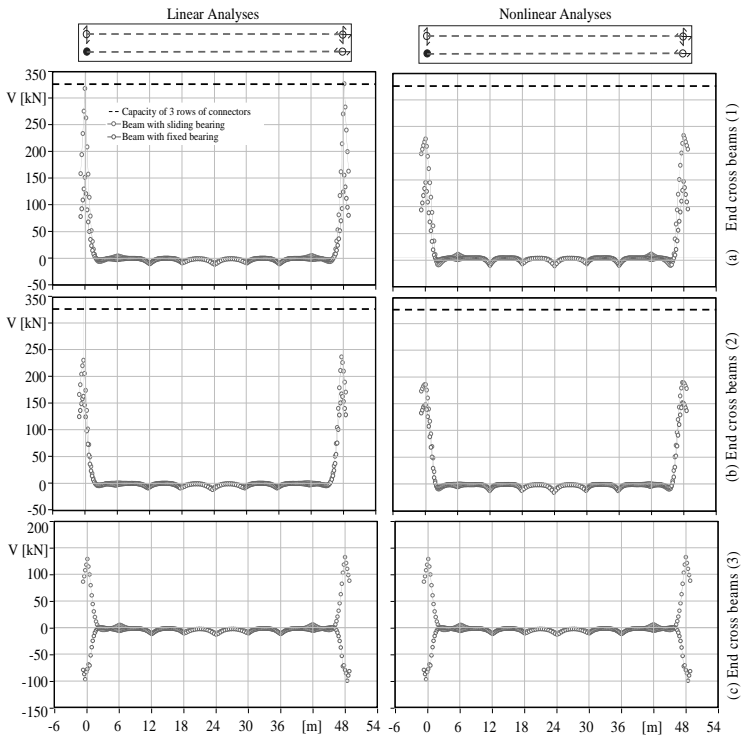 Linear Analyses
Nonlinear Analyses
350
V [kN]
300
250
200
150
100
50
0
-50
--- Capacity of 3 rows of connectors
Beam with sliding bearing
Beam with fixed bearing
(a) End cross beams (1)
350
V [kN]
300
250
200
150
100
50
0
-50
(b) End cross beams (2)
200
V [kN]
150
100
50
0
-50
-100
-150
(c) End cross beams (3)
-6 0 6 12 18 24 30 36 [m] 48 54
-6 0 6 12 18 24 30 36 [m] 48 54